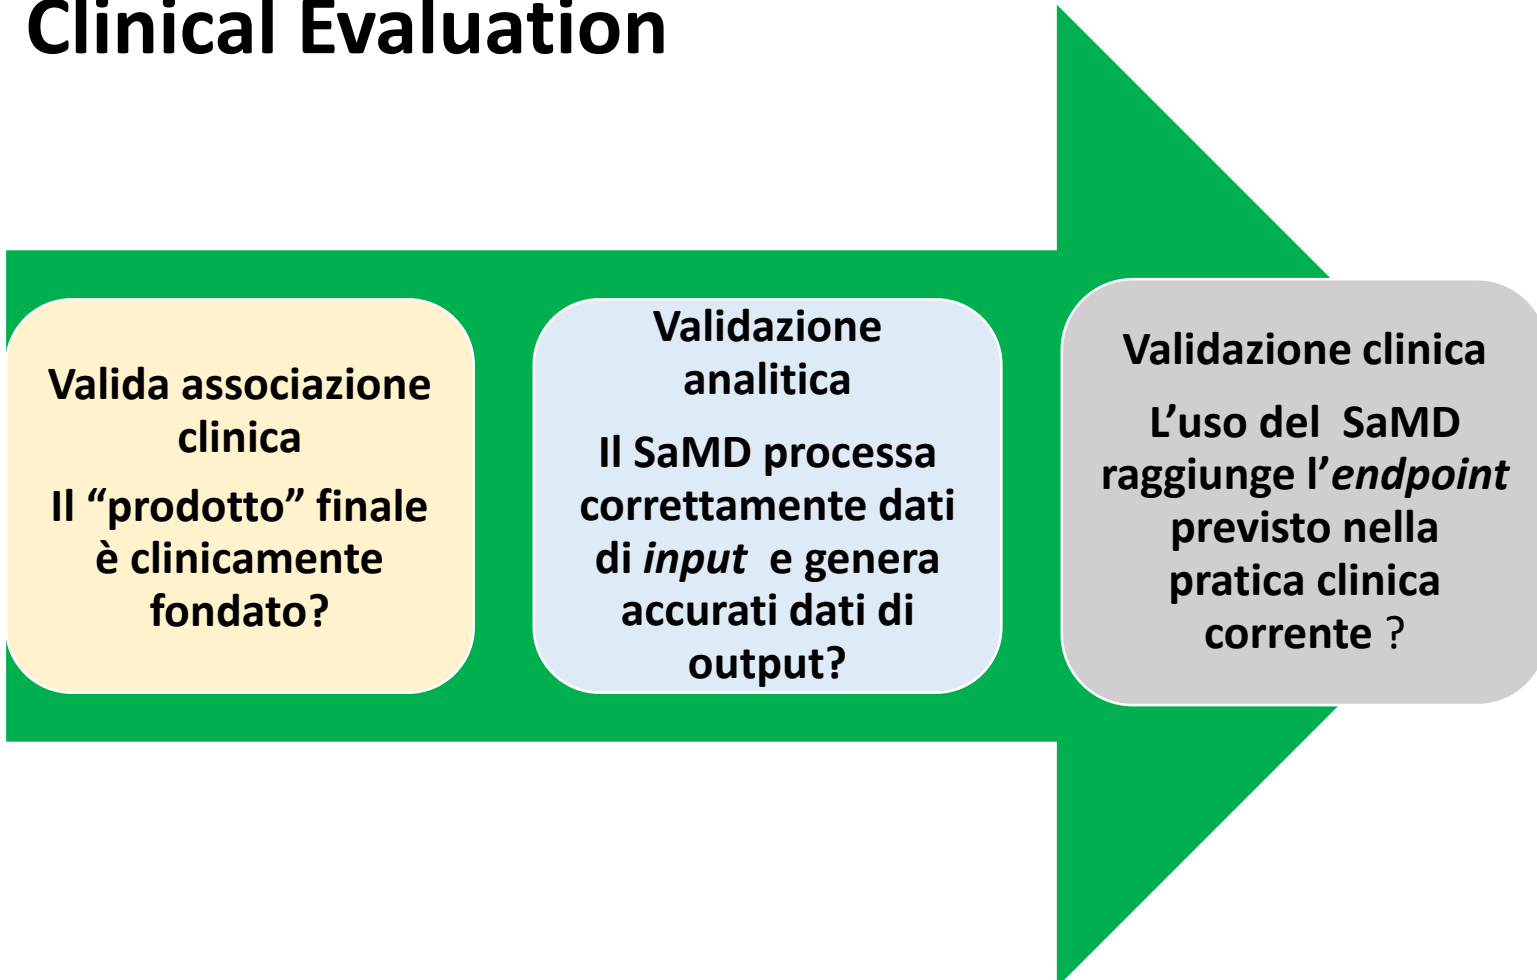 Clinical Evaluation
Valida associazione
clinica
Il “prodotto” finale
è clinicamente
fondato?
Validazione
analitica
Il SaMD processa
correttamente dati
di input e genera
accurati dati di
output?
Validazione clinica
L’uso del SaMD
raggiunge l’endpoint
previsto nella
pratica clinica
corrente ?